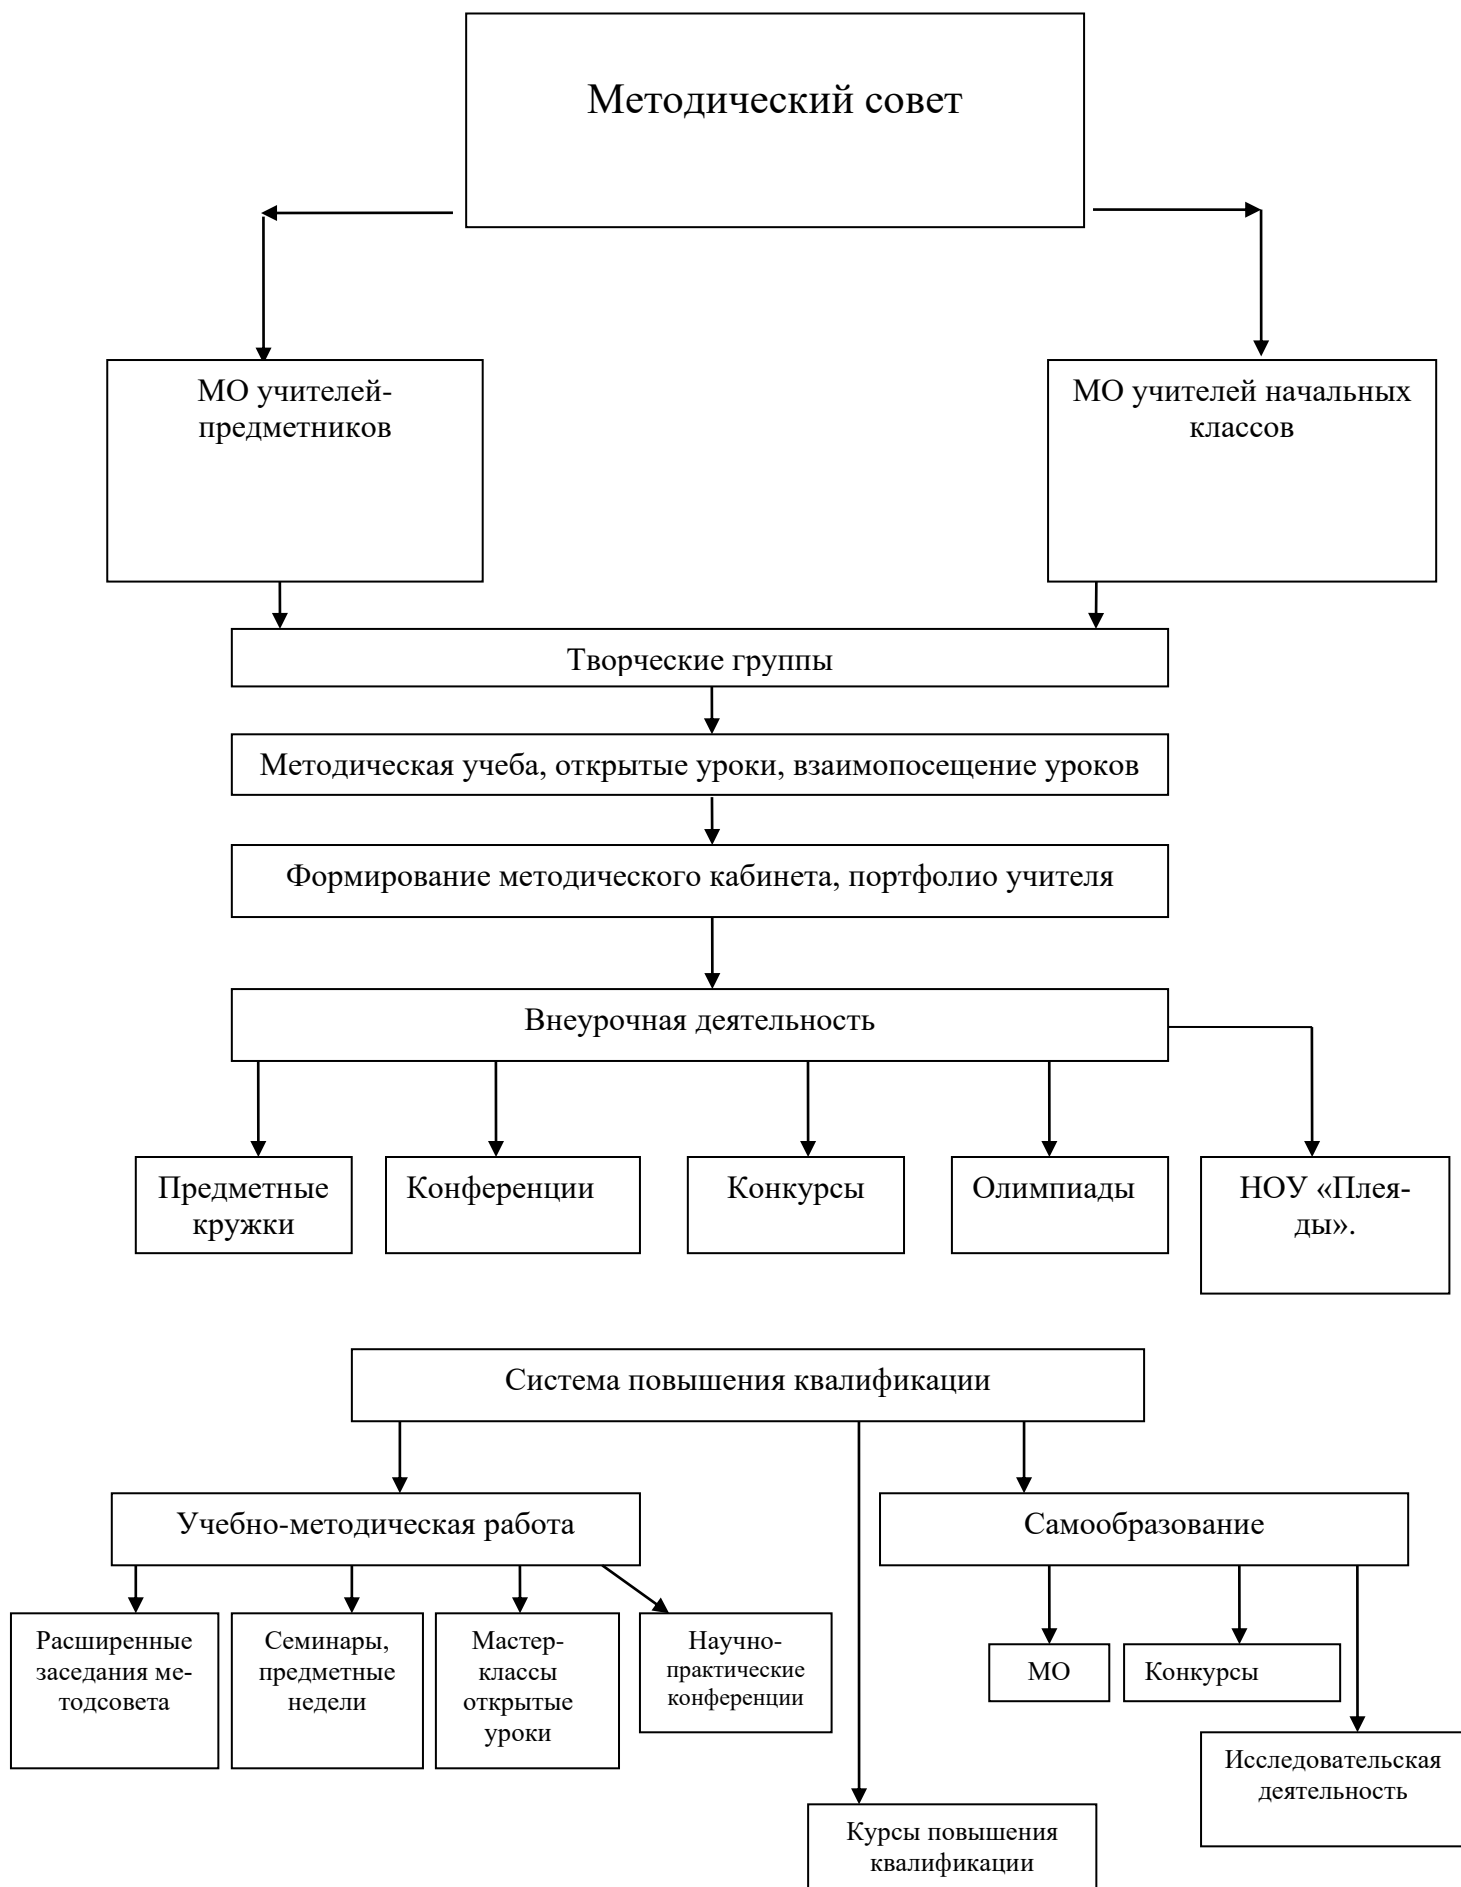 Методический совет
МО учителей-
предметников
МО учителей начальных
классов
Творческие группы
Методическая учеба, открытые уроки, взаимопосещение уроков
Формирование методического кабинета, портфолио учителя
Внеурочная деятельность
Предметные
кружки
Конференции
Конкурсы
Олимпиады
НОУ «Плея-
ды».
Система повышения квалификации
Учебно-методическая работа
Самообразование
Расширенные
заседания ме-
тодсовета
Семинары,
предметные
недели
Мастер-
классы
открытые
уроки
Научно-
практические
конференции
МО
Конкурсы
Исследовательская
деятельность
Курсы повышения
квалификации